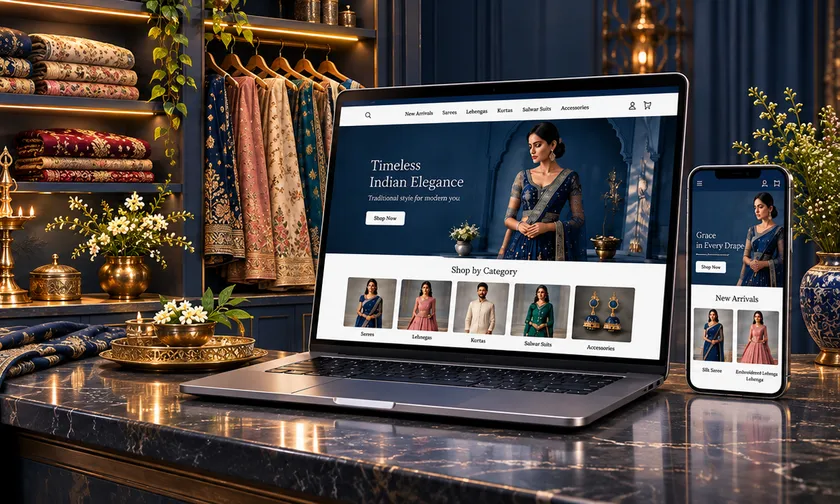 New Arrivals Sarees Lehengas Kurtas Salwar Suits Accessories
Timeless
Indian Elegance
Traditional style for modern you
Shop Now
Shop by Category
Sarees Lehengas Kurtas Salwar Suits Accessories
Grace
in Every Drape
Shop Now
New Arrivals
Silk Saree Embroidered Lehenga
Lehenga